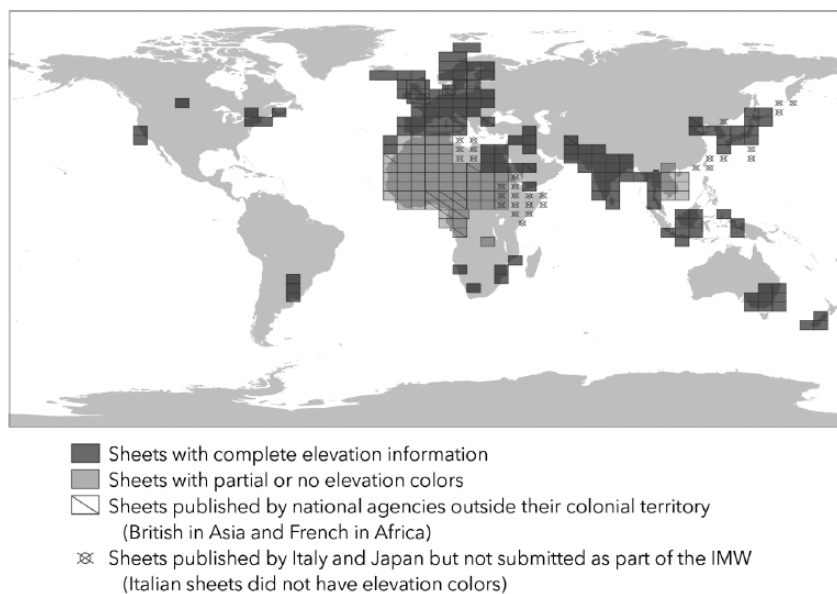 Sheets with complete elevation information
Sheets with partial or no elevation colors
Sheets published by national agencies outside their colonial territory
(British in Asia and French in Africa)
Sheets published by Italy and Japan but not submitted as part of the IMW
(Italian sheets did not have elevation colors)